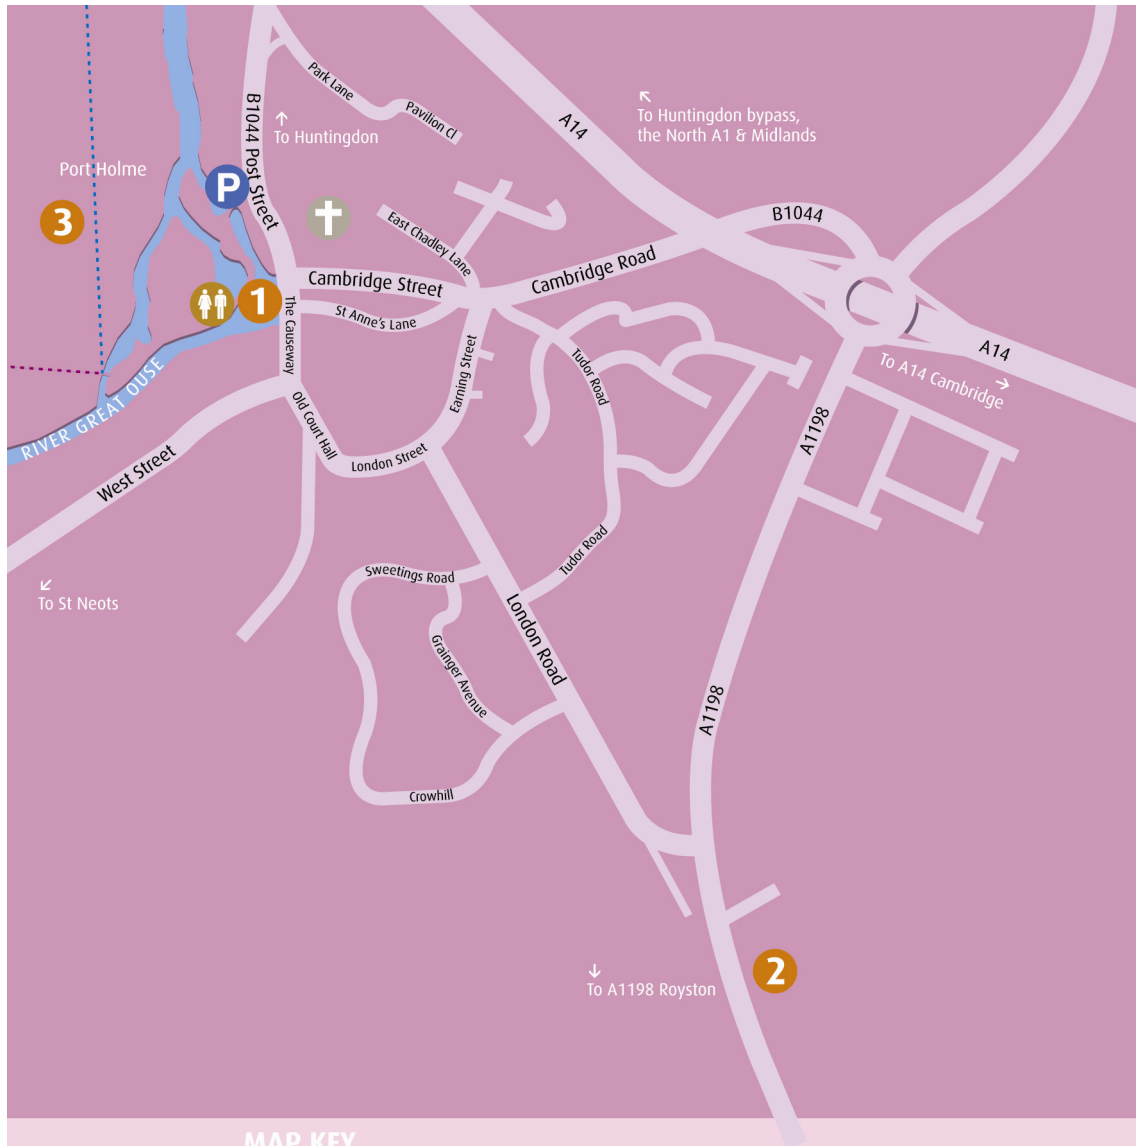 Park Lane
Pavilion Cl
B1044 Post Street
↑
To Huntingdon
A14
↖
To Huntingdon bypass,
the North A1 & Midlands
Port Holme
P
3
East Chadley Lane
B1044
Cambridge Road
Cambridge Street
1
St Anne's Lane
The Causeway
Earning Street
Tudor Road
A14
To A14 Cambridge →
RIVER GREAT OUSE
Old Court Hall
London Street
A1198
West Street
Sweetings Road
Tudor Road
↙
To St Neots
London Road
Grainger Avenue
A1198
Crowhill
2
↓
To A1198 Royston
MAP KEY